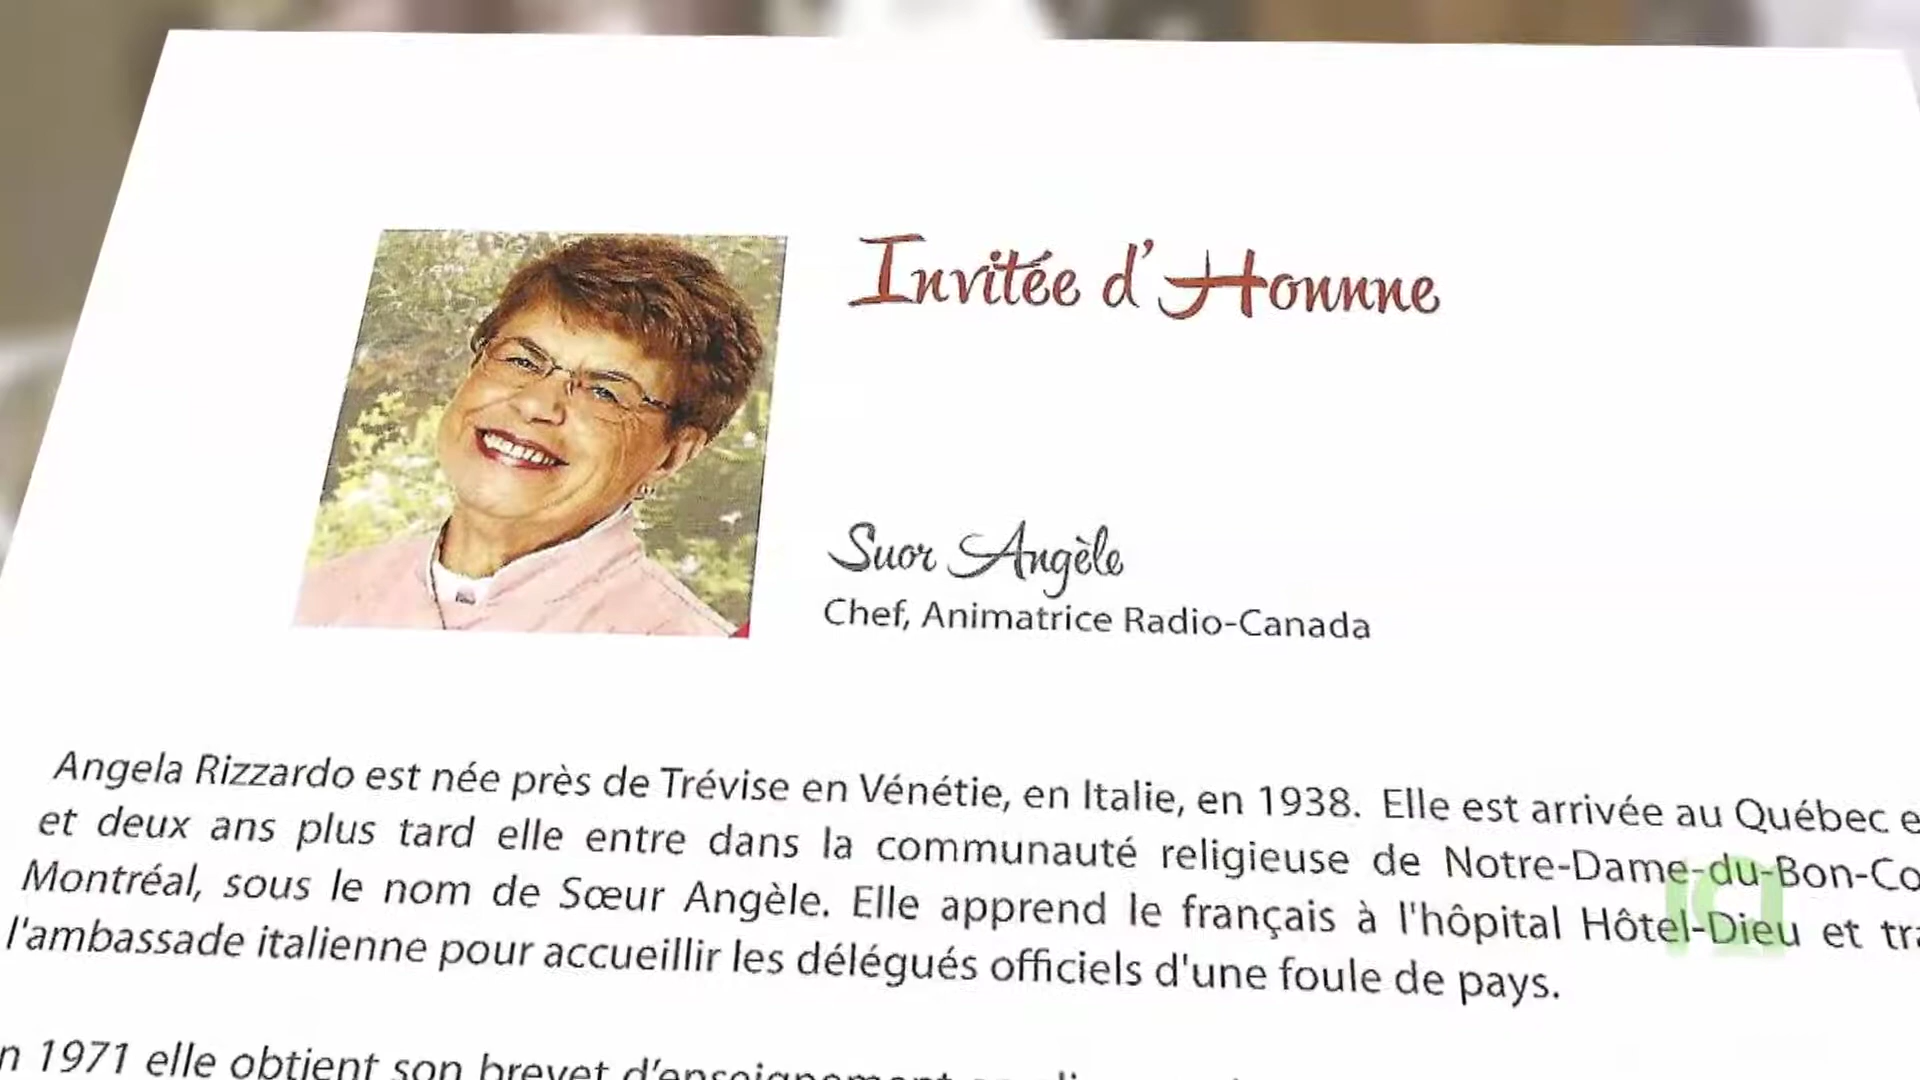 Invitée d'Honnne
Suor Angèle
Chef, Animatrice Radio-Canada
Angela Rizzardo est née près de Trévise en Vénétie, en Italie, en 1938. Elle est arrivée au Québec
et deux ans plus tard elle entre dans la communauté religieuse de Notre-Dame-du-Bon-Co
Montréal, sous le nom de Sœur Angèle. Elle apprend le français à l'hôpital Hôtel-Dieu et
l'ambassade italienne pour accueillir les délégués officiels d'une foule de pays.
n 1971 elle obtient son brevet d'enseignement